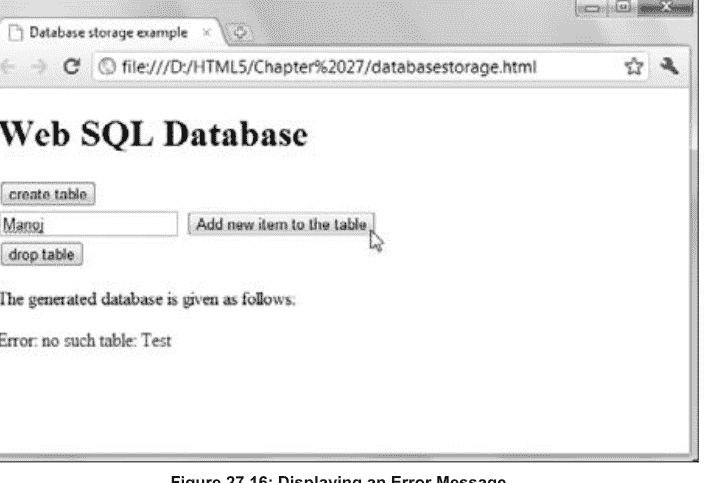 Database storage example
file:///D:/HTML5/Chapter%2027/databasestorage.html
Web SQL Database
create table
Manoj Add new item to the table
drop table
The generated database is given as follows:
Error: no such table: Test
Figure 27.16: Displaying an Error Message